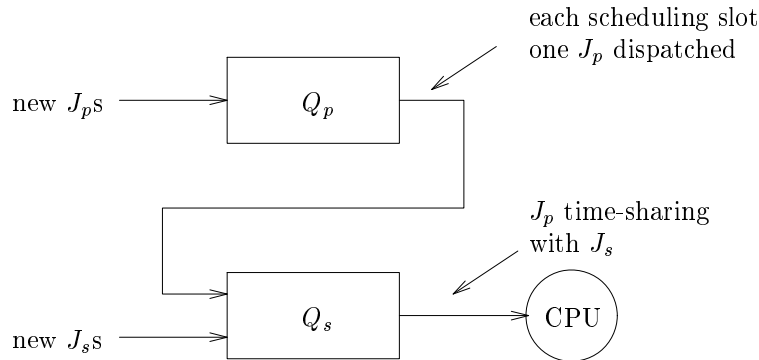 each scheduling slot
one J_p dispatched
new J_ps
Q_p
J_p time-sharing
with J_s
Q_s
CPU
new J_ss